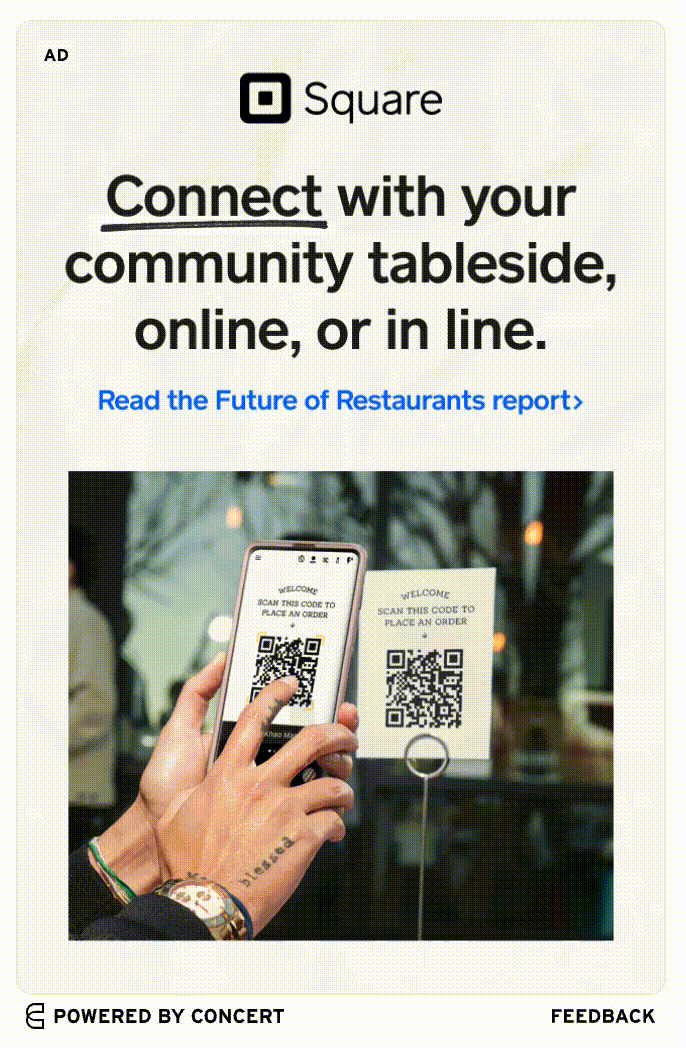 AD
Square
Connect with your
community tableside,
online, or in line.
Read the Future of Restaurants report›
WELCOME
SCAN THIS CODE TO
PLACE AN ORDER
WELCOME
SCAN THIS CODE TO
PLACE AN ORDER
blessed
POWERED BY CONCERT
FEEDBACK